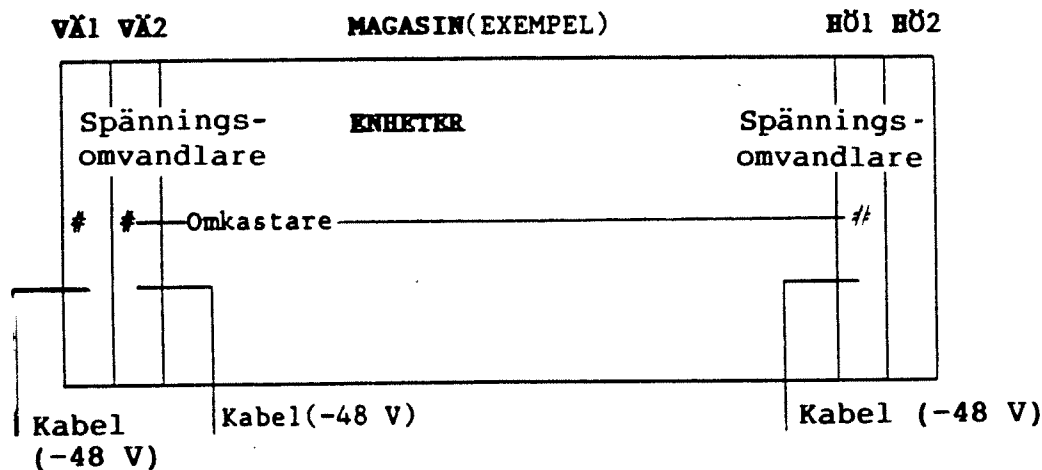 VÄ1 VÄ2 MAGASIN(EXEMPEL) HÖ1 HÖ2
Spännings-
omvandlare
ENHETER
Spännings-
omvandlare
# #
Omkastare
#
Kabel
(-48 V)
Kabel(-48 V)
Kabel (-48 V)